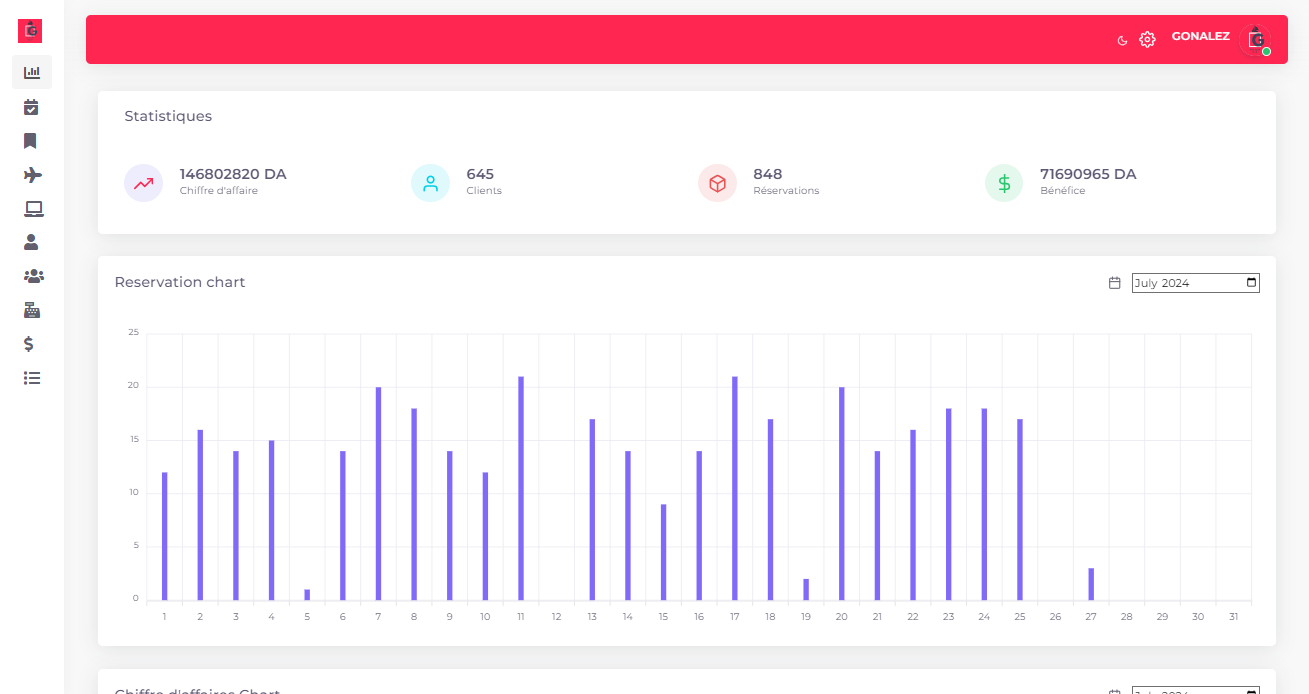 GONALEZ
Statistiques
146802820 DA
Chiffre d'affaire
645
Clients
848
Réservations
71690965 DA
Bénéfice
Reservation chart
July 2024
25
20
15
10
5
0
1 2 3 4 5 6 7 8 9 10 11 12 13 14 15 16 17 18 19 20 21 22 23 24 25 26 27 28 29 30 31
Chiffre d'affaires Chart
July 2024